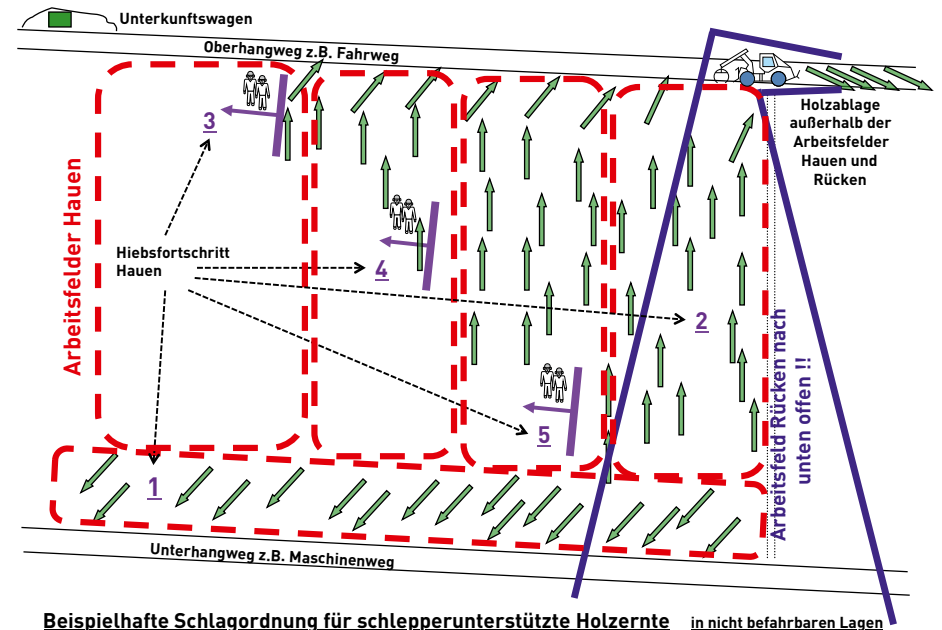 Unterkunftswagen
Oberhangweg z.B. Fahrweg
Holzablage
außerhalb der
Arbeitsfelder
Hauen und
Rücken
3
Arbeitsfelder Hauen
Hiebsfortschritt
Hauen
4
2
5
1
Arbeitsfeld Rücken nach
unten offen !!
Unterhangweg z.B. Maschinenweg
Beispielhafte Schlagordnung für schlepperunterstützte Holzernte in nicht befahrbaren Lagen